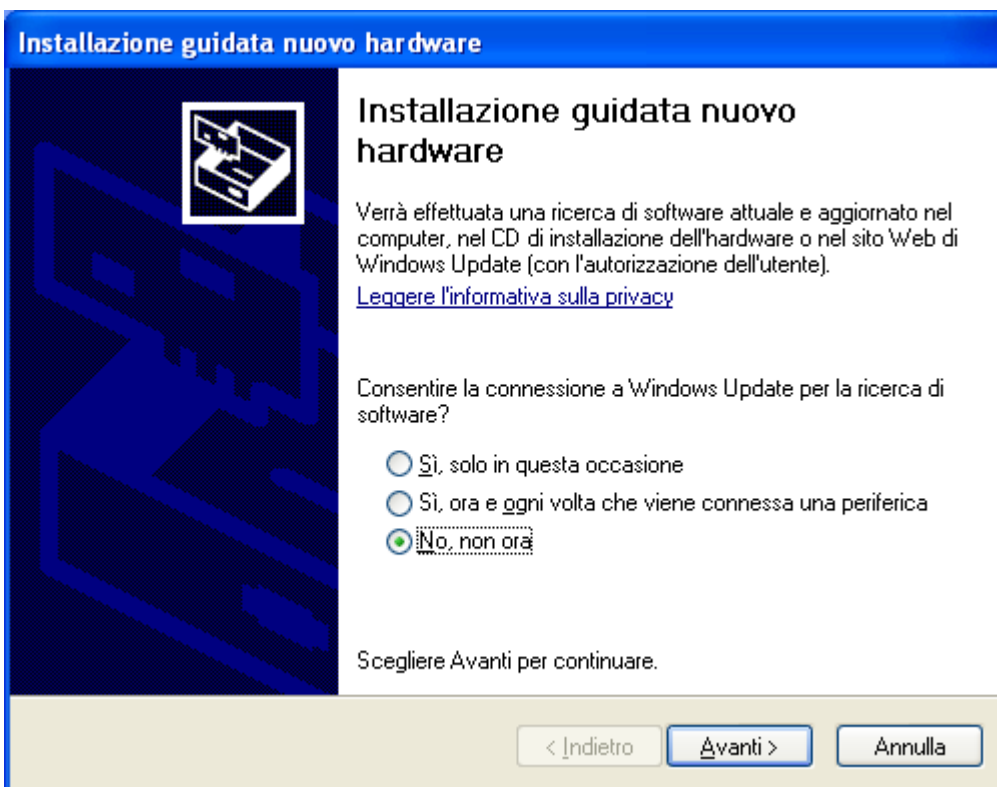 Installazione guidata nuovo hardware
Installazione guidata nuovo
hardware
Verrà effettuata una ricerca di software attuale e aggiornato nel
computer, nel CD di installazione dell'hardware o nel sito Web di
Windows Update (con l'autorizzazione dell'utente).
Leggere l'informativa sulla privacy
Consentire la connessione a Windows Update per la ricerca di
software?
Sì, solo in questa occasione
Sì, ora e ogni volta che viene connessa una periferica
No, non ora
Scegliere Avanti per continuare.
< Indietro
Avanti >
Annulla